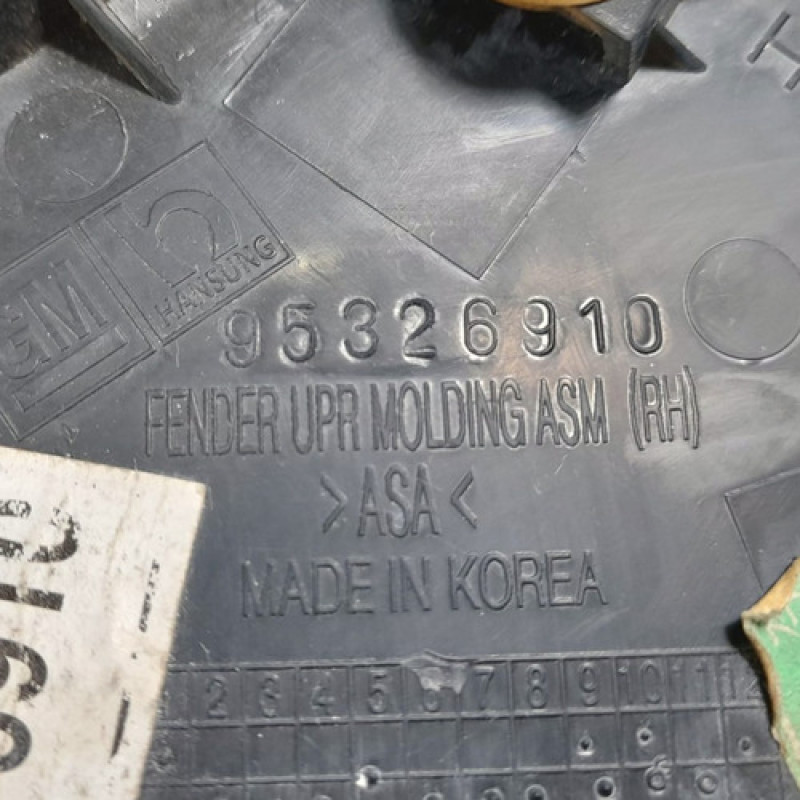 GM
HANSUNG
95326910
FENDER UPR MOLDING ASM (RH)
>ASA<
MADE IN KOREA
2 3 4 5 6 7 8 9 10 11 12